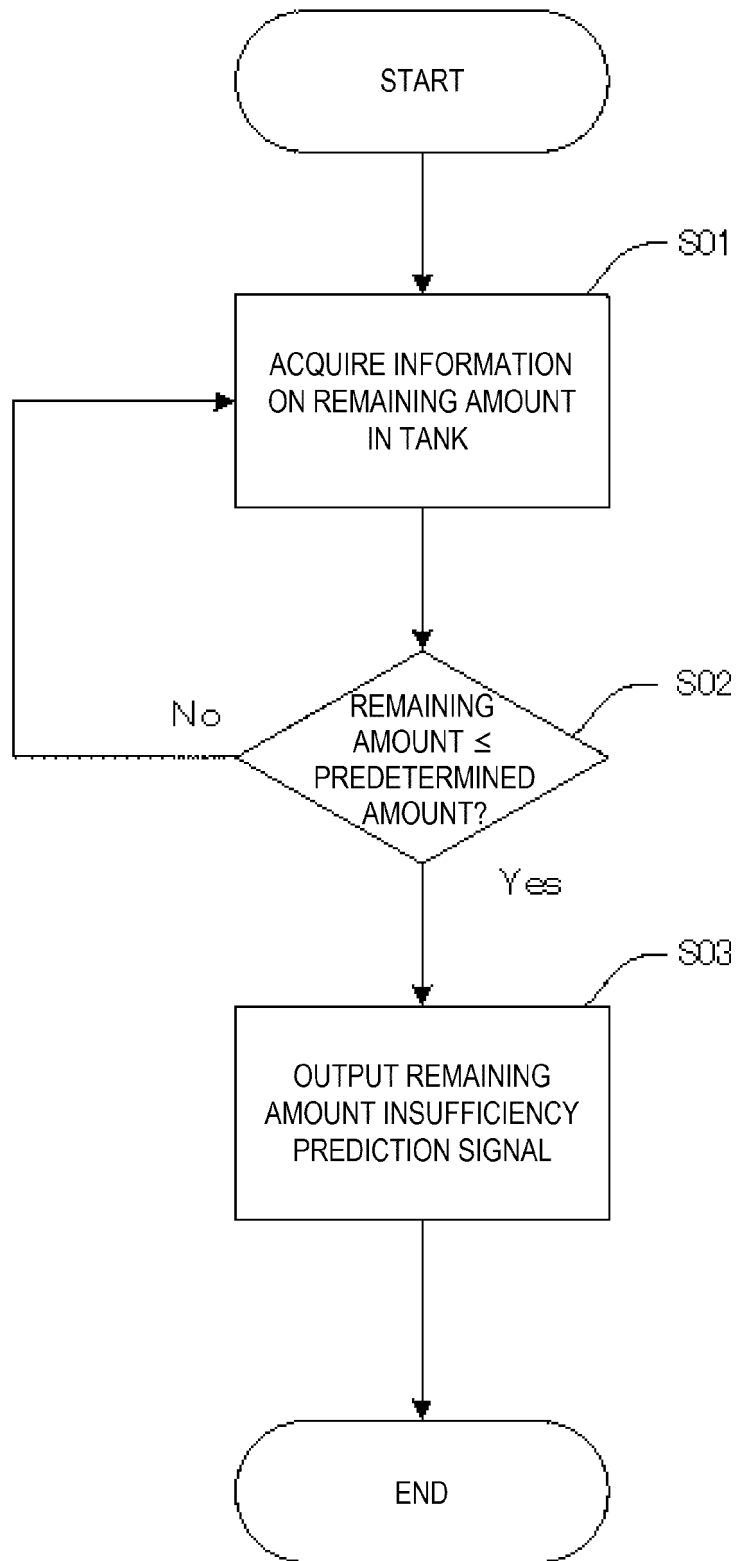 START
S01
ACQUIRE INFORMATION
ON REMAINING AMOUNT
IN TANK
S02
No
REMAINING
AMOUNT ≤
PREDETERMINED
AMOUNT?
Yes
S03
OUTPUT REMAINING
AMOUNT INSUFFICIENCY
PREDICTION SIGNAL
END